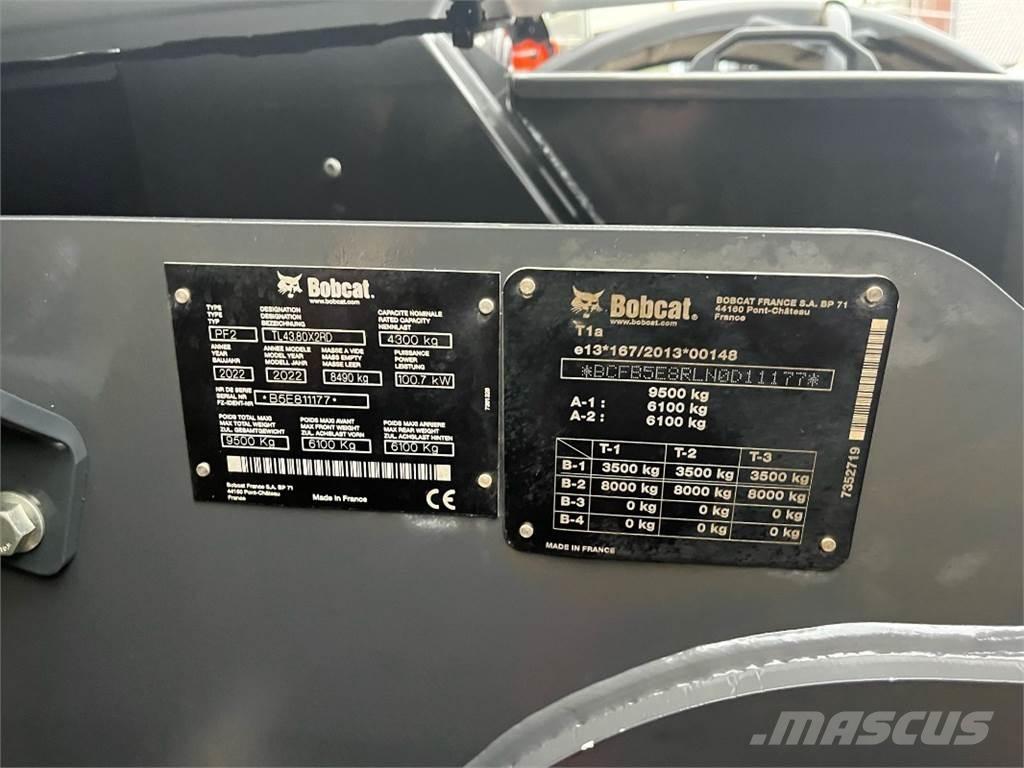 Bobcat.
www.bobcat.com
TYPE DESIGNATION CAPACITE NOMINALE
TYPE DESIGNATION RATED CAPACITY
TYP BEZEICHNUNG NENNLAST
PF2 TL43.80X2RD 4300 kg
ANNEE ANNEE MODELE MASSE A VIDE PUISSANCE
YEAR MODEL YEAR MASS EMPTY POWER
BAUJAHR MODELL JAHR MASSE LEER LEISTUNG
2022 2022 8490 kg 100.7 kW
NR DE SERIE
SERIAL NR
FZ-IDENT-NR
*B5E811177*
POIDS TOTAL MAXI POIDS MAXI AVANT POIDS MAXI ARRIERE
MAX TOTAL WEIGHT MAX FRONT WEIGHT MAX REAR WEIGHT
ZUL. GESAMTGEWICHT ZUL. ACHSLAST VORN ZUL. ACHSLAST HINTEN
9500 Kg 6100 Kg 6100 Kg
Bobcat France S.A. BP 71
44160 Pont-Château
France
Made in France
CE
Bobcat.
www.bobcat.com
BOBCAT FRANCE S.A. BP 71
44160 Pont-Château
France
T1a
e13*167/2013*00148
*BCFB5E8RLN0D11177*
9500 kg
A-1 : 6100 kg
A-2 : 6100 kg
T-1 T-2 T-3
B-1 3500 kg 3500 kg 3500 kg
B-2 8000 kg 8000 kg 8000 kg
B-3 0 kg 0 kg 0 kg
B-4 0 kg 0 kg 0 kg
MADE IN FRANCE
7352719
MASCUS